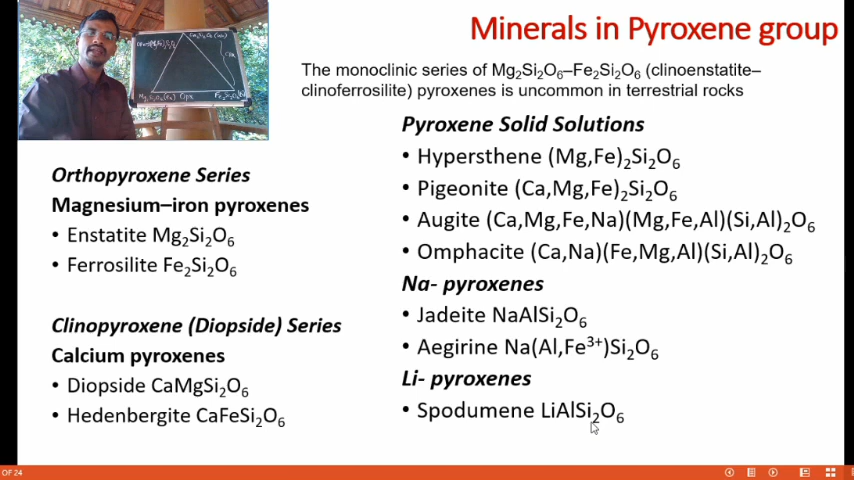 Minerals in Pyroxene group
The monoclinic series of Mg₂Si₂O₆–Fe₂Si₂O₆ (clinoenstatite–
clinoferrosilite) pyroxenes is uncommon in terrestrial rocks
Orthopyroxene Series
Magnesium–iron pyroxenes
• Enstatite Mg₂Si₂O₆
• Ferrosilite Fe₂Si₂O₆
Clinopyroxene (Diopside) Series
Calcium pyroxenes
• Diopside CaMgSi₂O₆
• Hedenbergite CaFeSi₂O₆
Pyroxene Solid Solutions
• Hypersthene (Mg,Fe)₂Si₂O₆
• Pigeonite (Ca,Mg,Fe)₂Si₂O₆
• Augite (Ca,Mg,Fe,Na)(Mg,Fe,Al)(Si,Al)₂O₆
• Omphacite (Ca,Na)(Fe,Mg,Al)(Si,Al)₂O₆
Na- pyroxenes
• Jadeite NaAlSi₂O₆
• Aegirine Na(Al,Fe³⁺)Si₂O₆
Li- pyroxenes
• Spodumene LiAlSi₂O₆
OF 24